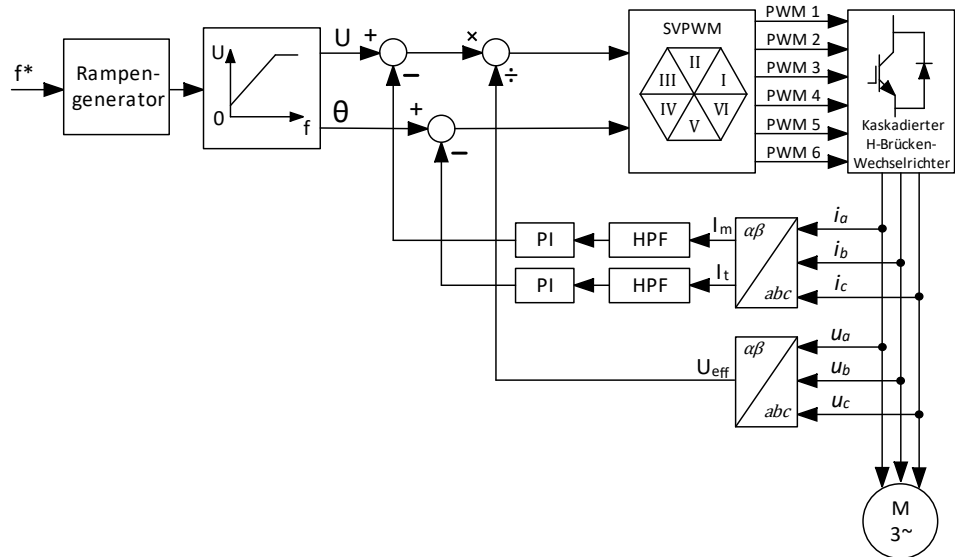 f*
Rampen-
generator
U
0
f
U
+
−
θ
+
−
×
÷
SVPWM
II
III
I
IV
VI
V
PWM 1
PWM 2
PWM 3
PWM 4
PWM 5
PWM 6
Kaskadierter
H-Brücken-
Wechselrichter
PI
HPF
Im
PI
HPF
It
αβ
abc
ia
ib
ic
Ueff
αβ
abc
ua
ub
uc
M
3~